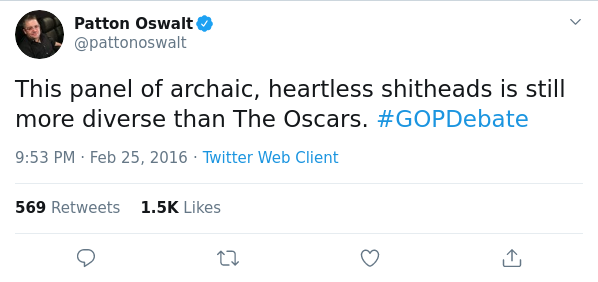 Patton Oswalt
@pattonoswalt
This panel of archaic, heartless shitheads is still
more diverse than The Oscars. #GOPDebate
9:53 PM · Feb 25, 2016 · Twitter Web Client
569 Retweets 1.5K Likes